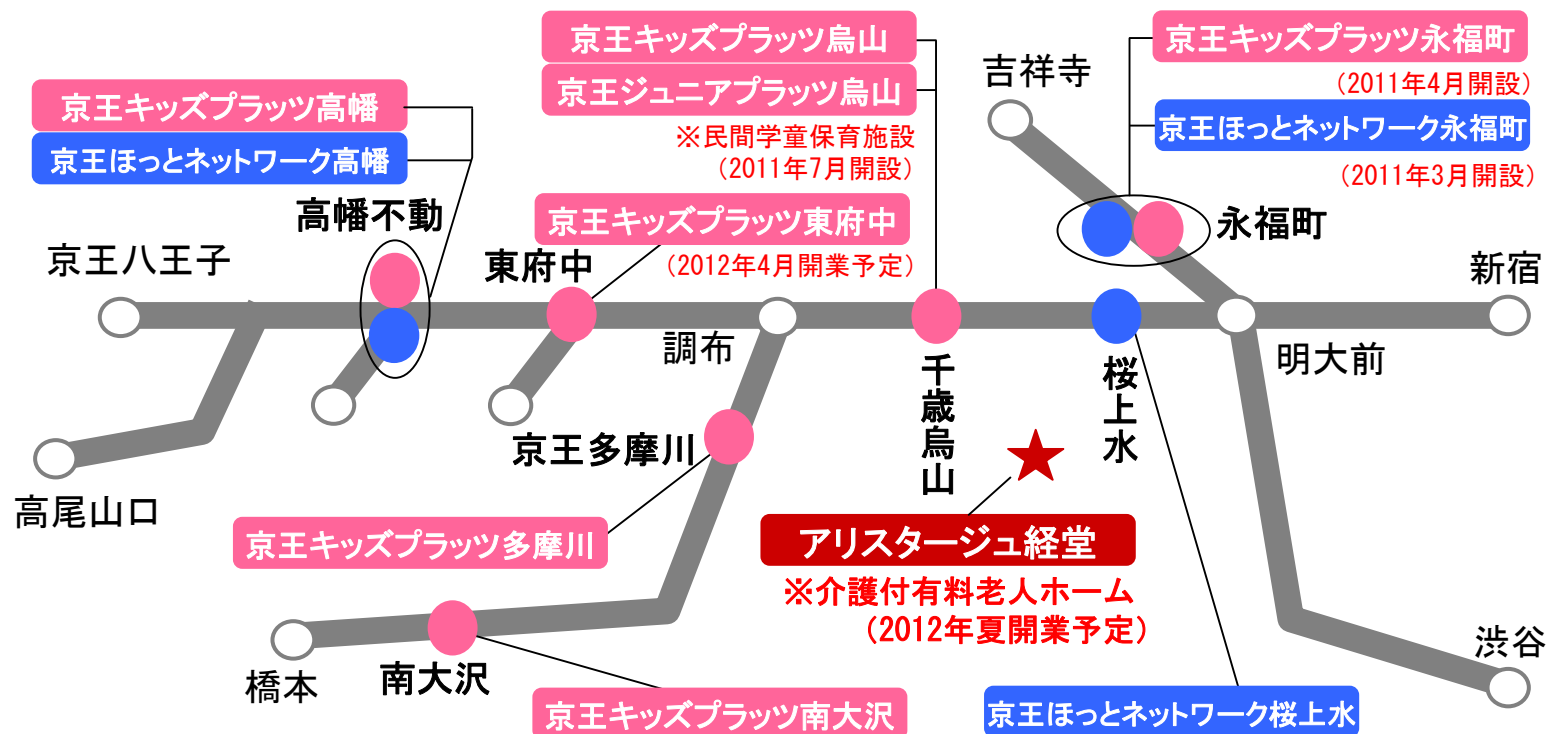 京王キッズプラッツ烏山
京王ジュニアプラッツ烏山
※民間学童保育施設
(2011年7月開設)
京王キッズプラッツ永福町
(2011年4月開設)
京王ほっとネットワーク永福町
(2011年3月開設)
吉祥寺
京王キッズプラッツ高幡
京王ほっとネットワーク高幡
高幡不動
京王キッズプラッツ東府中
(2012年4月開業予定)
永福町
京王八王子
東府中
新宿
調布
明大前
千歳烏山
桜上水
京王多摩川
高尾山口
京王キッズプラッツ多摩川
アリスタージュ経堂
※介護付有料老人ホーム
(2012年夏開業予定)
渋谷
橋本
南大沢
京王キッズプラッツ南大沢
京王ほっとネットワーク桜上水